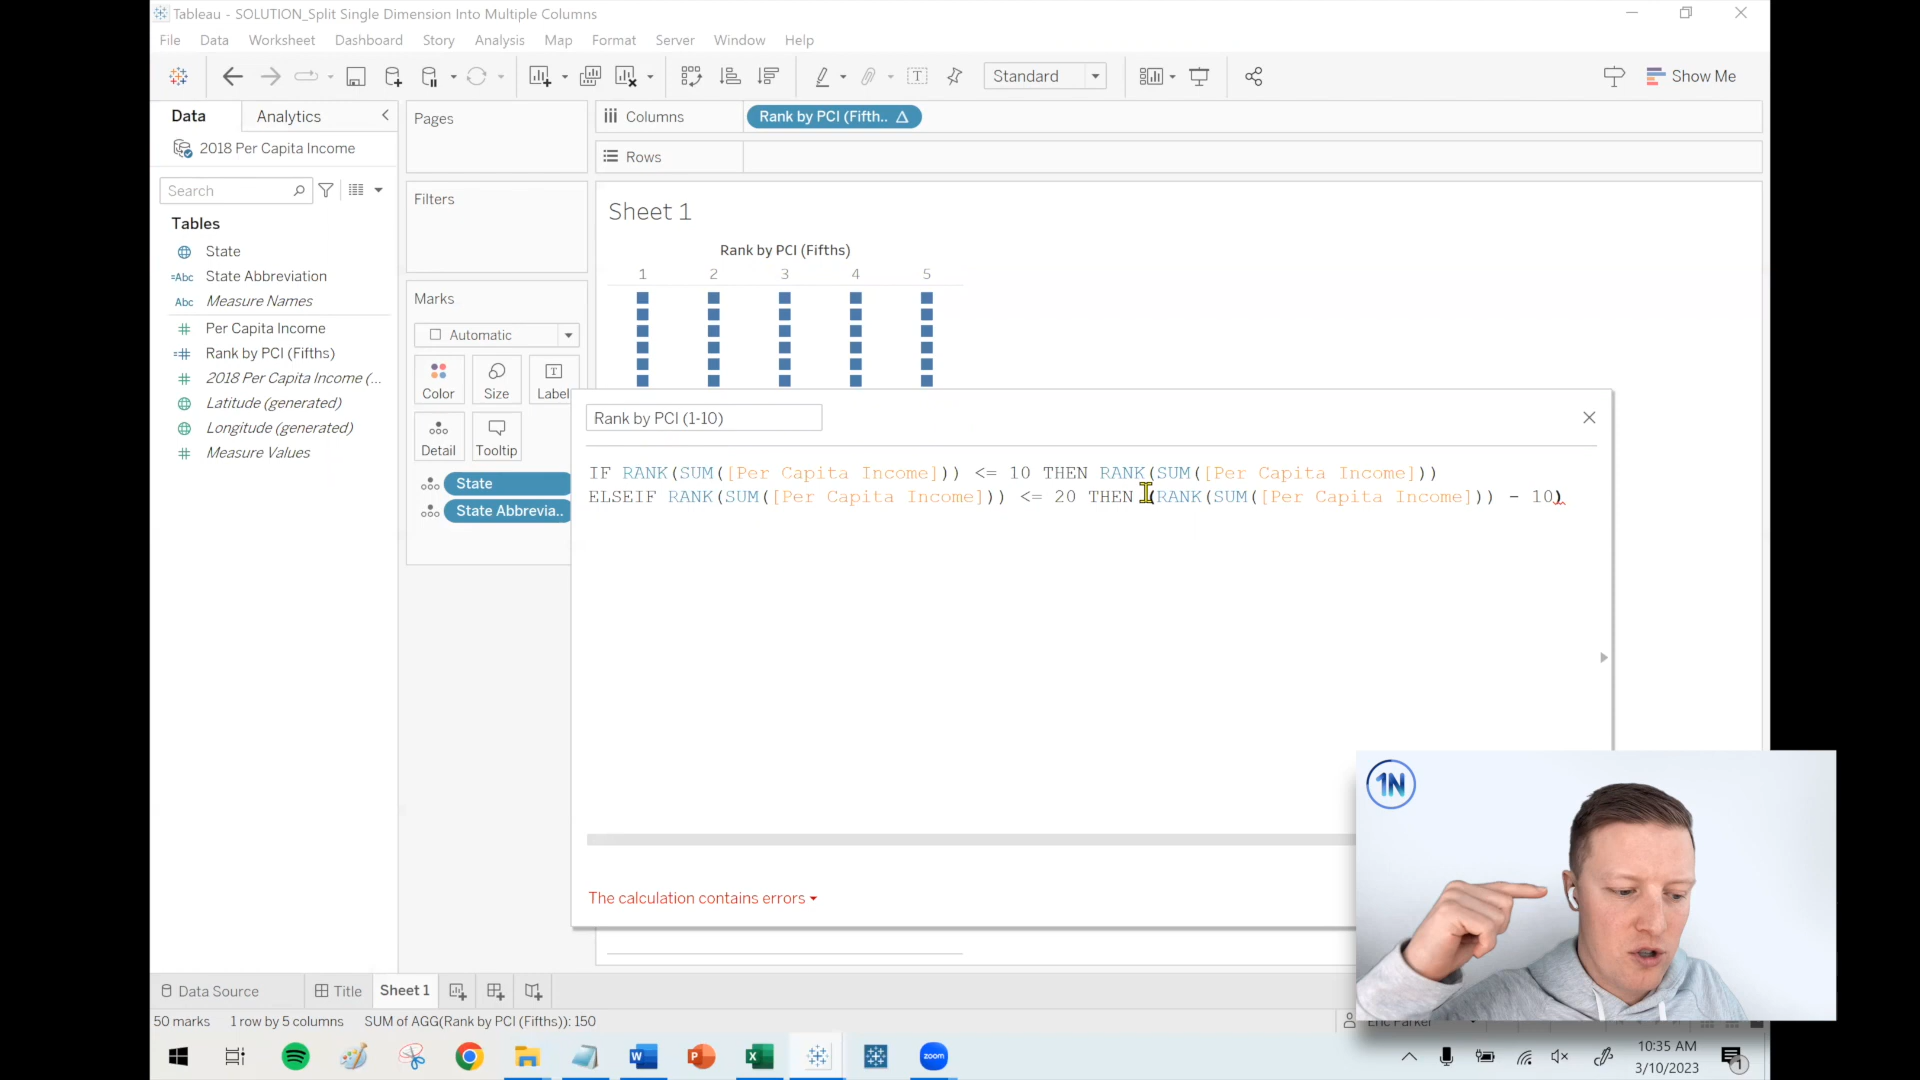 Tableau - SOLUTION_Split Single Dimension Into Multiple Columns
File Data Worksheet Dashboard Story Analysis Map Format Server Window Help
Standard
Show Me
Data Analytics
2018 Per Capita Income
Search
Tables
State
=Abc State Abbreviation
Abc Measure Names
Per Capita Income
Rank by PCI (Fifths)
2018 Per Capita Income (...
Latitude (generated)
Longitude (generated)
Measure Values
Pages
Filters
Marks
Automatic
Color Size Label
Detail Tooltip
State
State Abbrevia..
Columns Rank by PCI (Fifth..
Rows
Sheet 1
Rank by PCI (Fifths)
1 2 3 4 5
Rank by PCI (1-10)
IF RANK(SUM([Per Capita Income])) <= 10 THEN RANK(SUM([Per Capita Income]))
ELSEIF RANK(SUM([Per Capita Income])) <= 20 THEN (RANK(SUM([Per Capita Income])) - 10)
The calculation contains errors
1N
Data Source Title Sheet 1
50 marks 1 row by 5 columns SUM of AGG(Rank by PCI (Fifths)): 150
Eric Parker
zoom
10:35 AM
3/10/2023
1